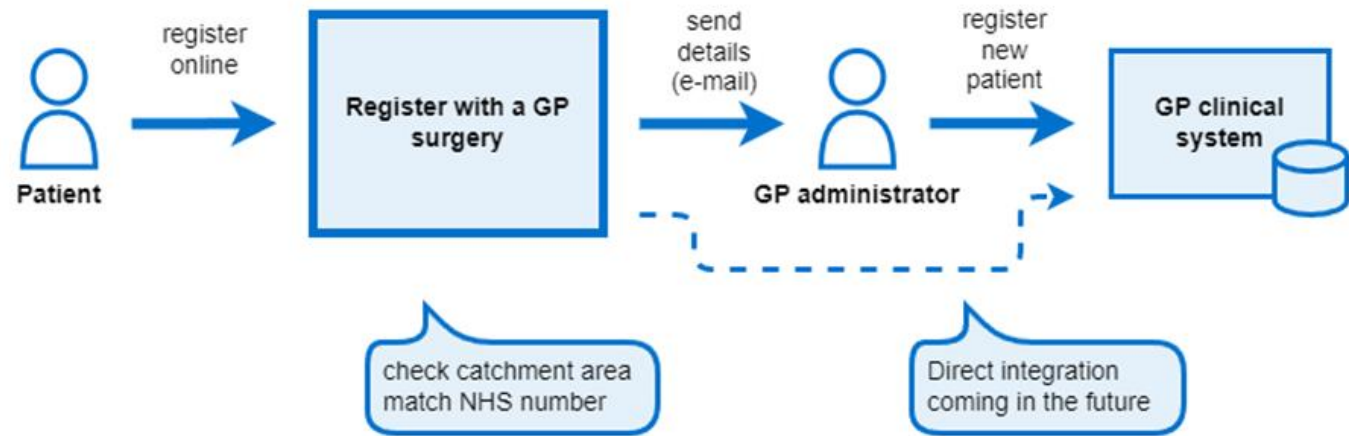 register
online
Register with a GP
surgery
send
details
(e-mail)
register
new
patient
GP clinical
system
Patient
GP administrator
check catchment area
match NHS number
Direct integration
coming in the future